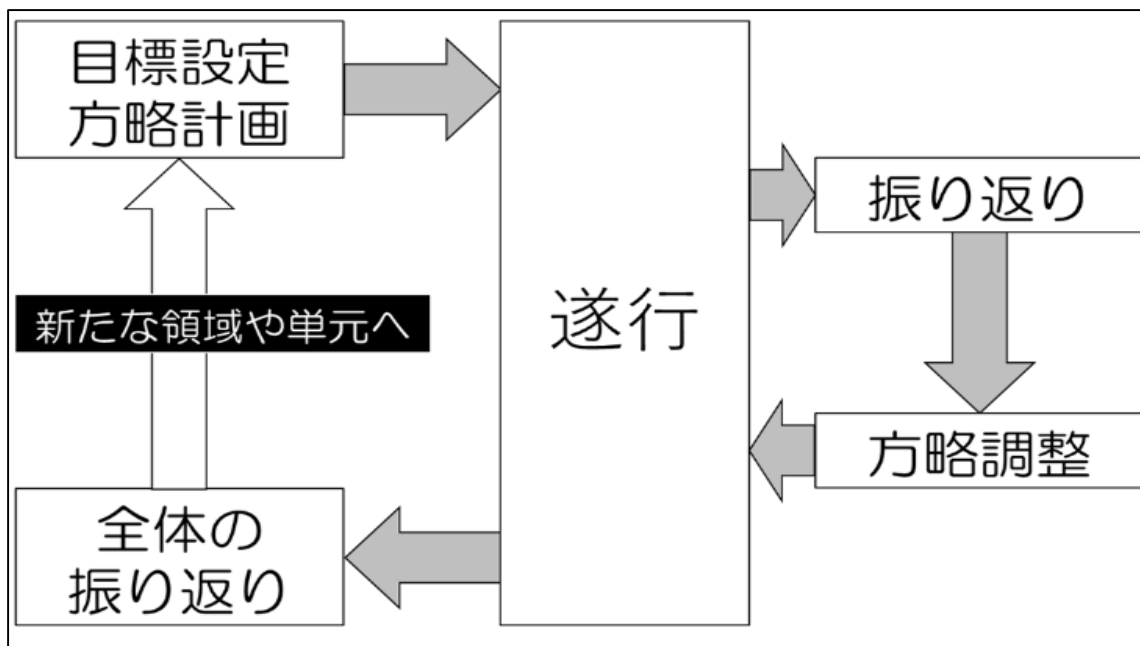 目標設定
方略計画
遂行
振り返り
方略調整
新たな領域や単元へ
全体の
振り返り